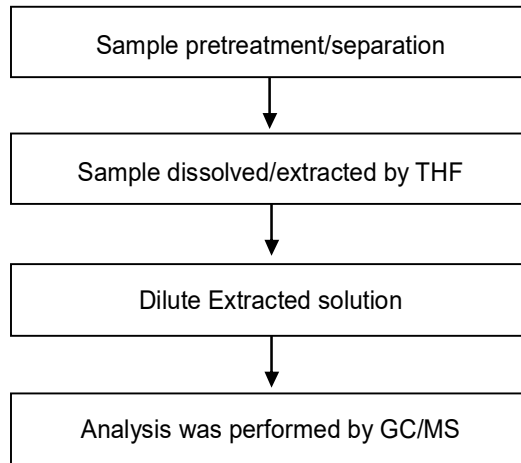 Sample pretreatment/separation
Sample dissolved/extracted by THF
Dilute Extracted solution
Analysis was performed by GC/MS